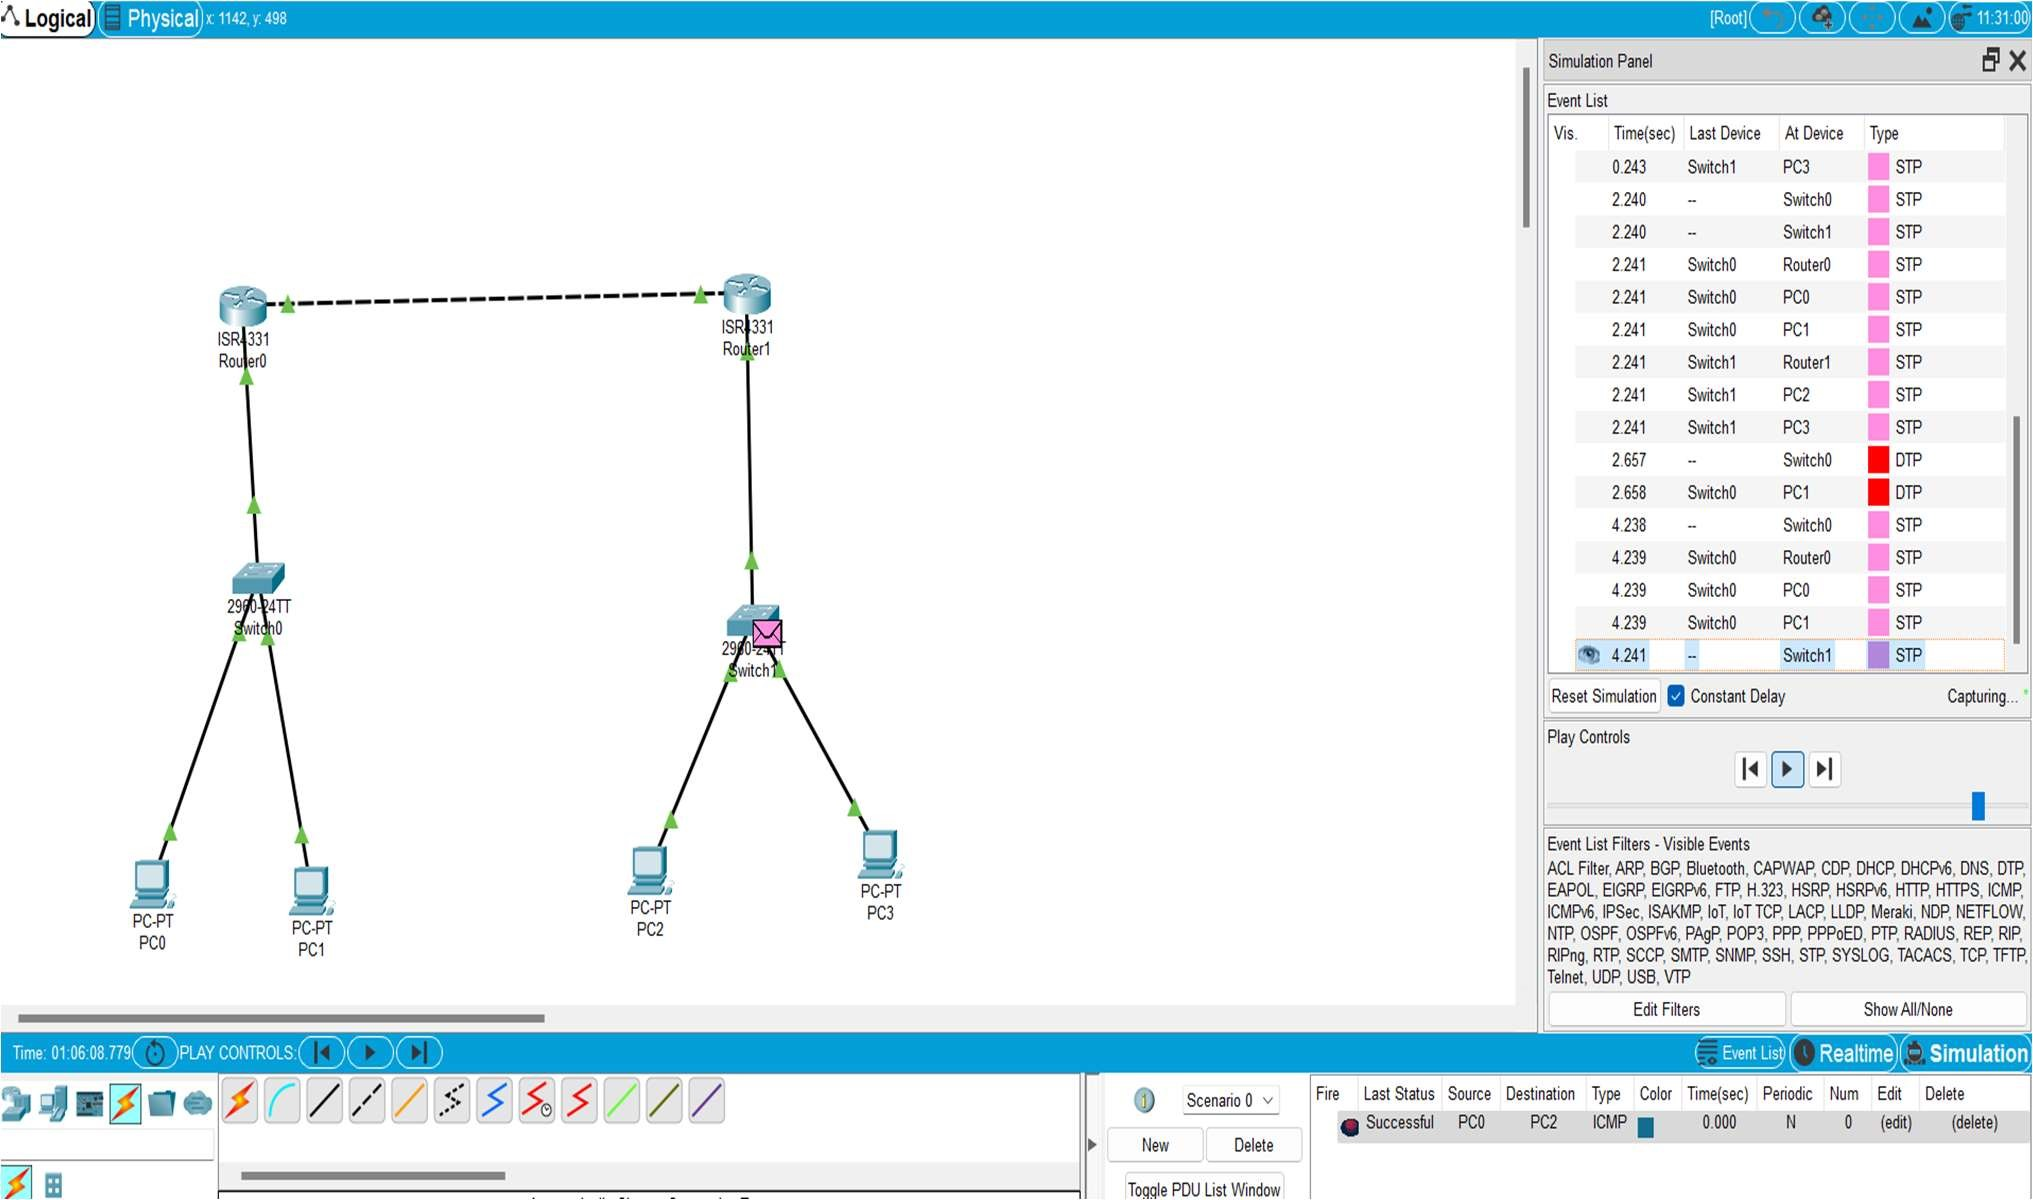 Logical Physical x: 1142, y: 498 [Root] 11:31:00
ISR4331
Router0
ISR4331
Router1
2960-24TT
Switch0
2960-24TT
Switch1
PC-PT
PC0
PC-PT
PC1
PC-PT
PC2
PC-PT
PC3
Simulation Panel
Event List
Vis. Time(sec) Last Device At Device Type
0.243 Switch1 PC3 STP
2.240 -- Switch0 STP
2.240 -- Switch1 STP
2.241 Switch0 Router0 STP
2.241 Switch0 PC0 STP
2.241 Switch0 PC1 STP
2.241 Switch1 Router1 STP
2.241 Switch1 PC2 STP
2.241 Switch1 PC3 STP
2.657 -- Switch0 DTP
2.658 Switch0 PC1 DTP
4.238 -- Switch0 STP
4.239 Switch0 Router0 STP
4.239 Switch0 PC0 STP
4.239 Switch0 PC1 STP
4.241 -- Switch1 STP
Reset Simulation Constant Delay Capturing...
Play Controls
Event List Filters - Visible Events
ACL Filter, ARP, BGP, Bluetooth, CAPWAP, CDP, DHCP, DHCPv6, DNS, DTP,
EAPOL, EIGRP, EIGRPv6, FTP, H.323, HSRP, HSRPv6, HTTP, HTTPS, ICMP,
ICMPv6, IPSec, ISAKMP, IoT, IoT TCP, LACP, LLDP, Meraki, NDP, NETFLOW,
NTP, OSPF, OSPFv6, PAgP, POP3, PPP, PPPoED, PTP, RADIUS, REP, RIP,
RIPng, RTP, SCCP, SMTP, SNMP, SSH, STP, SYSLOG, TACACS, TCP, TFTP,
Telnet, UDP, USB, VTP
Edit Filters Show All/None
Time: 01:06:08.779 PLAY CONTROLS: Event List Realtime Simulation
Scenario 0
New Delete
Toggle PDU List Window
Fire Last Status Source Destination Type Color Time(sec) Periodic Num Edit Delete
Successful PC0 PC2 ICMP 0.000 N 0 (edit) (delete)